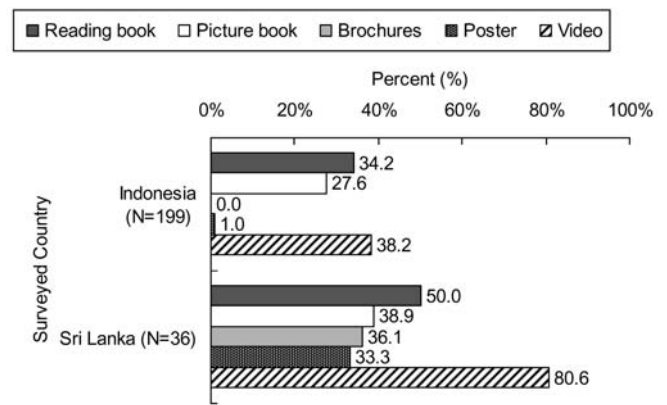 Reading book Picture book Brochures Poster Video
Percent (%)
0% 20% 40% 60% 80% 100%
Surveyed Country
Indonesia
(N=199)
34.2
27.6
0.0
1.0
38.2
Sri Lanka (N=36)
50.0
38.9
36.1
33.3
80.6